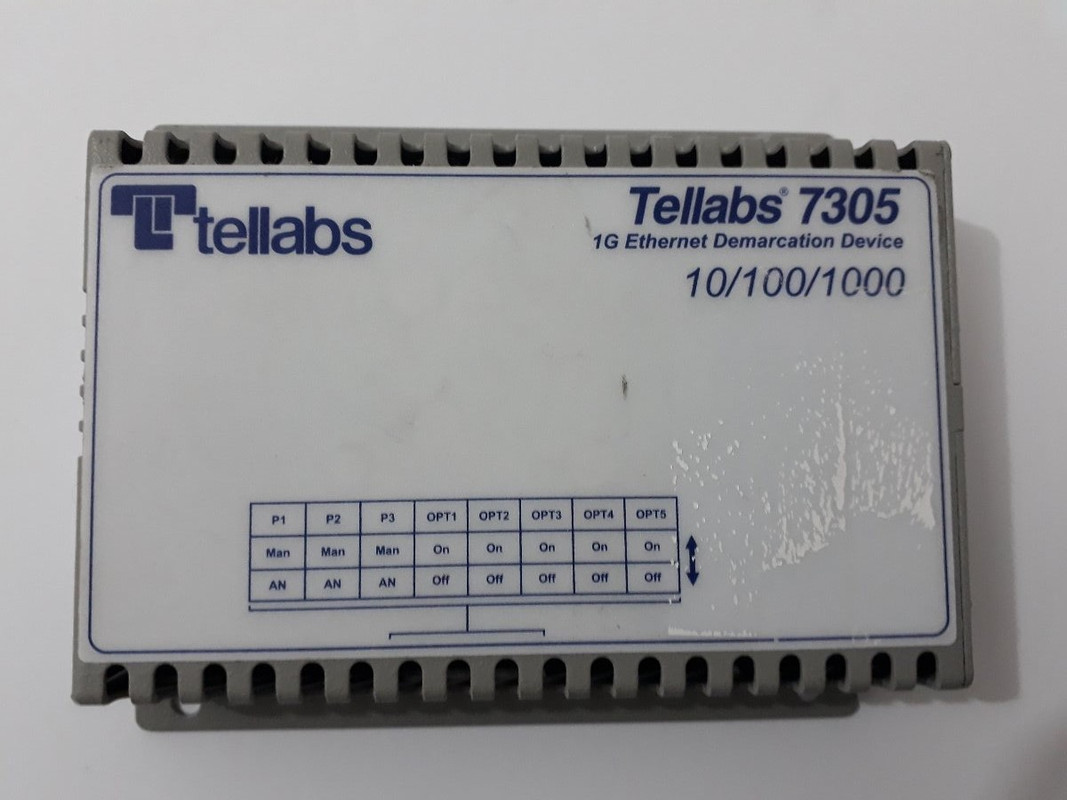 tellabs
Tellabs® 7305
1G Ethernet Demarcation Device
10/100/1000
P1 P2 P3 OPT1 OPT2 OPT3 OPT4 OPT5
Man Man Man On On On On On
AN AN AN Off Off Off Off Off